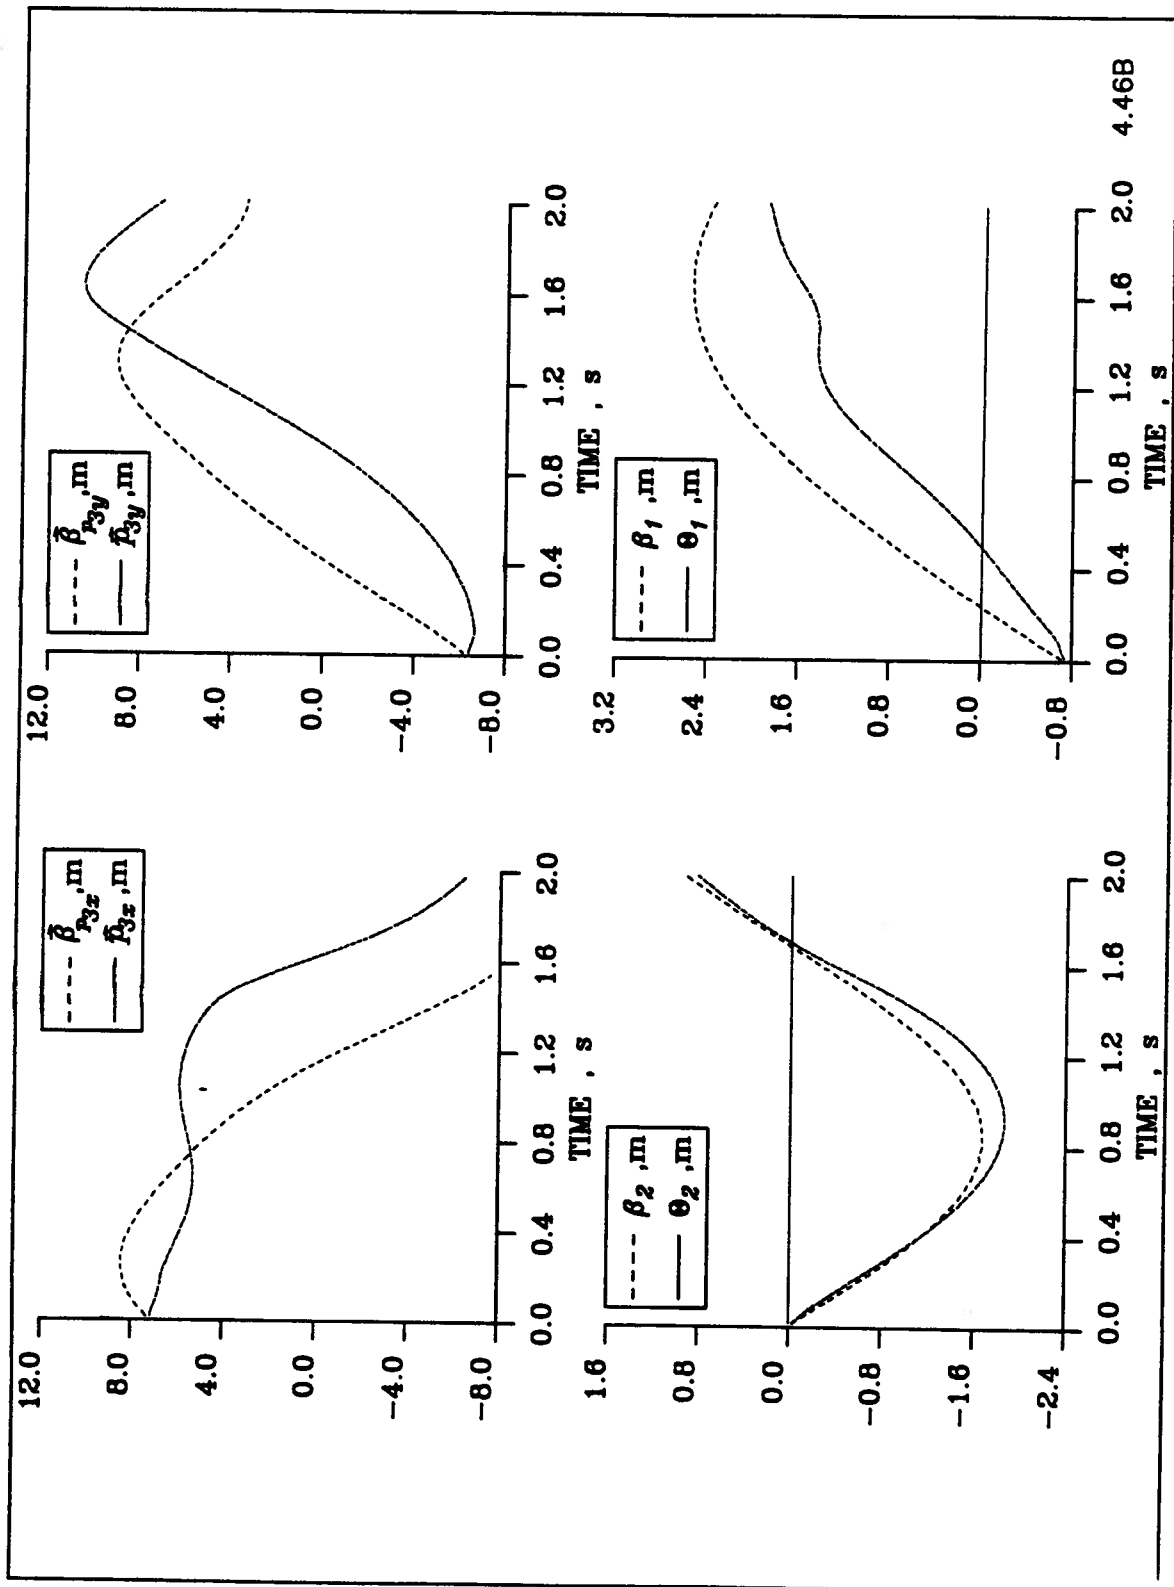 β̄p3x ,m
p̄3x ,m
12.0
8.0
4.0
0.0
−4.0
−8.0
0.0 0.4 0.8 1.2 1.6 2.0
TIME , s
β̄p3y ,m
p̄3y ,m
12.0
8.0
4.0
0.0
−4.0
−8.0
0.0 0.4 0.8 1.2 1.6 2.0
TIME , s
β2 ,m
Θ2 ,m
1.6
0.8
0.0
−0.8
−1.6
−2.4
0.0 0.4 0.8 1.2 1.6 2.0
TIME , s
β1 ,m
Θ1 ,m
3.2
2.4
1.6
0.8
0.0
−0.8
0.0 0.4 0.8 1.2 1.6 2.0
TIME , s
4.46B